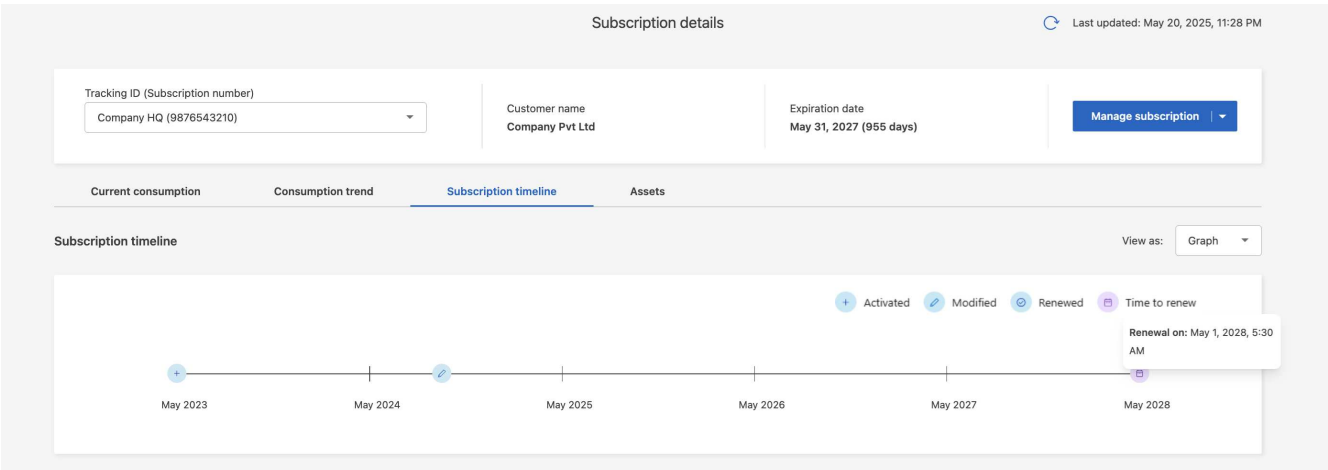 Subscription details
Last updated: May 20, 2025, 11:28 PM
Tracking ID (Subscription number)
Company HQ (9876543210)
Customer name
Company Pvt Ltd
Expiration date
May 31, 2027 (955 days)
Manage subscription
Current consumption
Consumption trend
Subscription timeline
Assets
Subscription timeline
View as:
Graph
Activated
Modified
Renewed
Time to renew
Renewal on: May 1, 2028, 5:30
AM
May 2023
May 2024
May 2025
May 2026
May 2027
May 2028